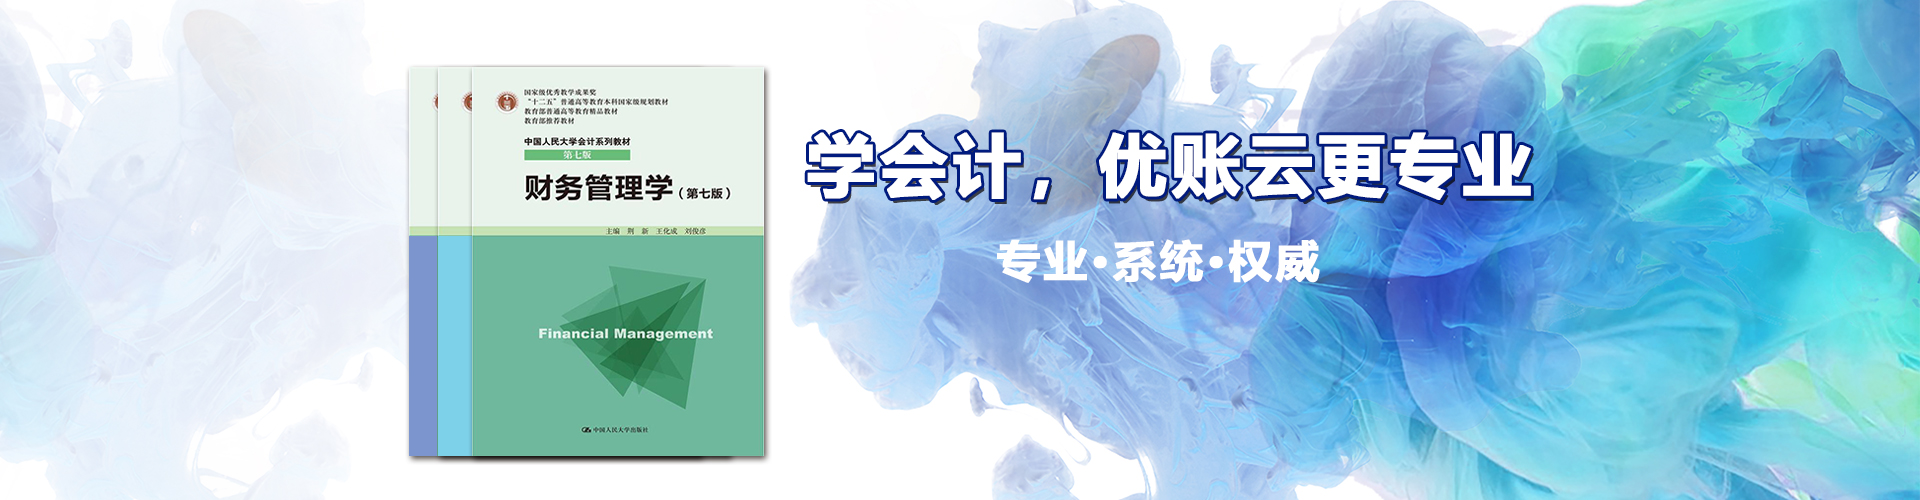 国家级优秀教学成果奖
“十二五”普通高等教育本科国家级规划教材
教育部普通高等教育精品教材
教育部推荐教材
中国人民大学会计系列教材
第七版
财务管理学（第七版）
主编 荆 新 王化成 刘俊彦
Financial Management
中国人民大学出版社
学会计，优账云更专业
专业·系统·权威